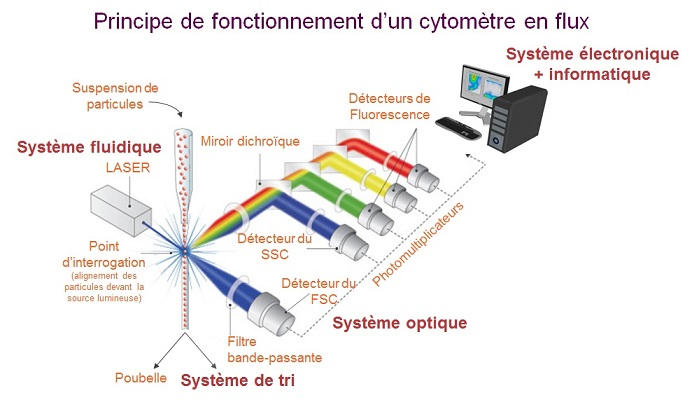 Principe de fonctionnement d'un cytomètre en flux
Système électronique
+ informatique
Suspension de
particules
Détecteurs de
Fluorescence
Système fluidique
Miroir dichroïque
LASER
Point
d'interrogation
(alignement des
particules devant la
source lumineuse)
Détecteur du
SSC
Photomultiplicateurs
Détecteur du
FSC
Système optique
Filtre
bande-passante
Poubelle
Système de tri